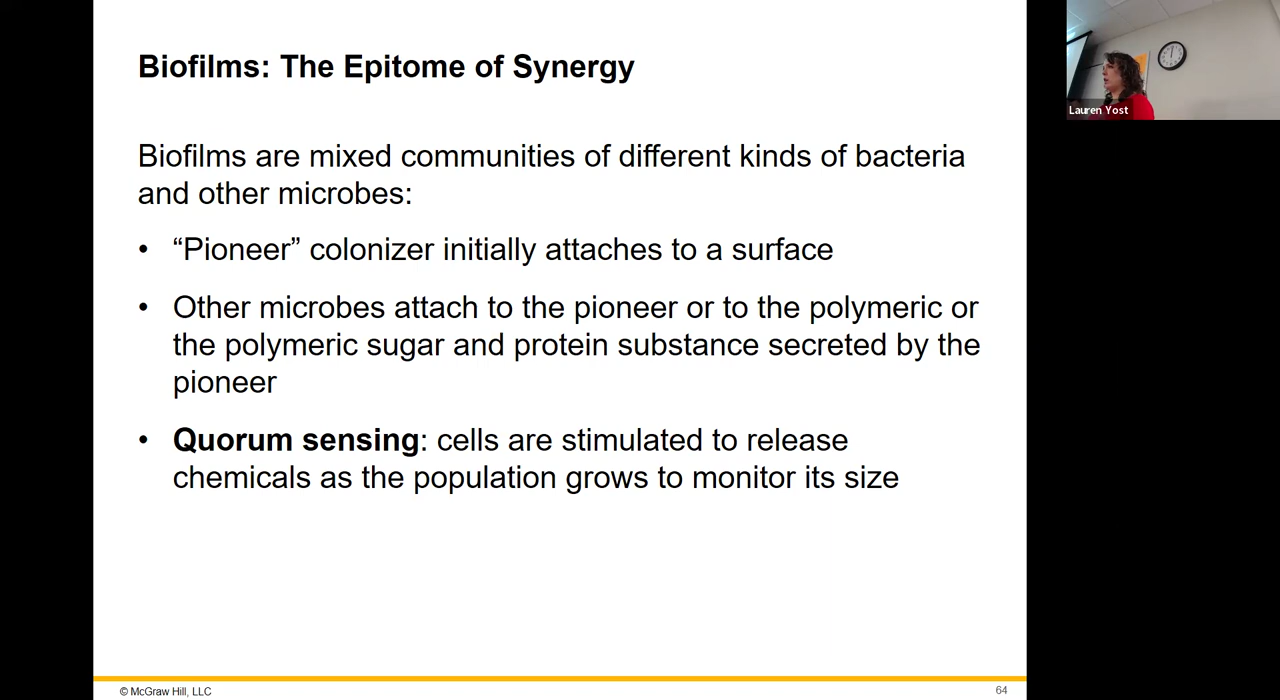 Biofilms: The Epitome of Synergy
Biofilms are mixed communities of different kinds of bacteria
and other microbes:
• “Pioneer” colonizer initially attaches to a surface
• Other microbes attach to the pioneer or to the polymeric or
the polymeric sugar and protein substance secreted by the
pioneer
• Quorum sensing: cells are stimulated to release
chemicals as the population grows to monitor its size
© McGraw Hill, LLC
64
Lauren Yost